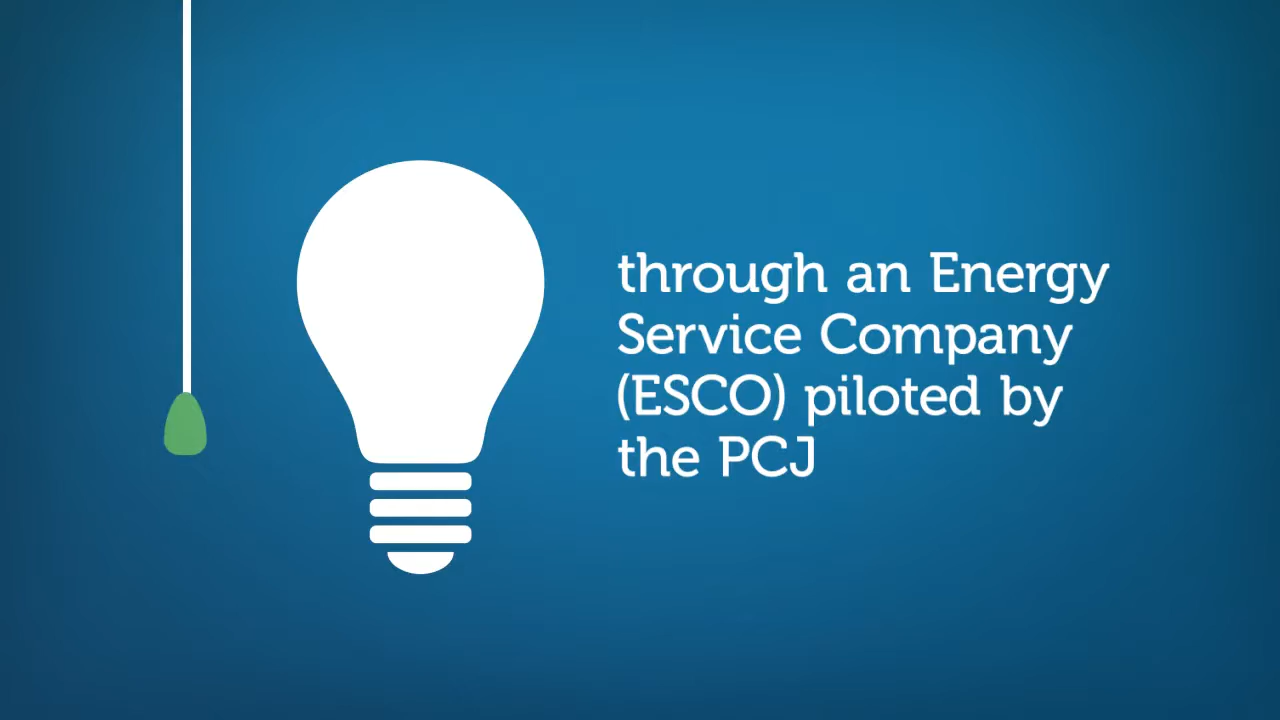 through an Energy
Service Company
(ESCO) piloted by
the PCJ